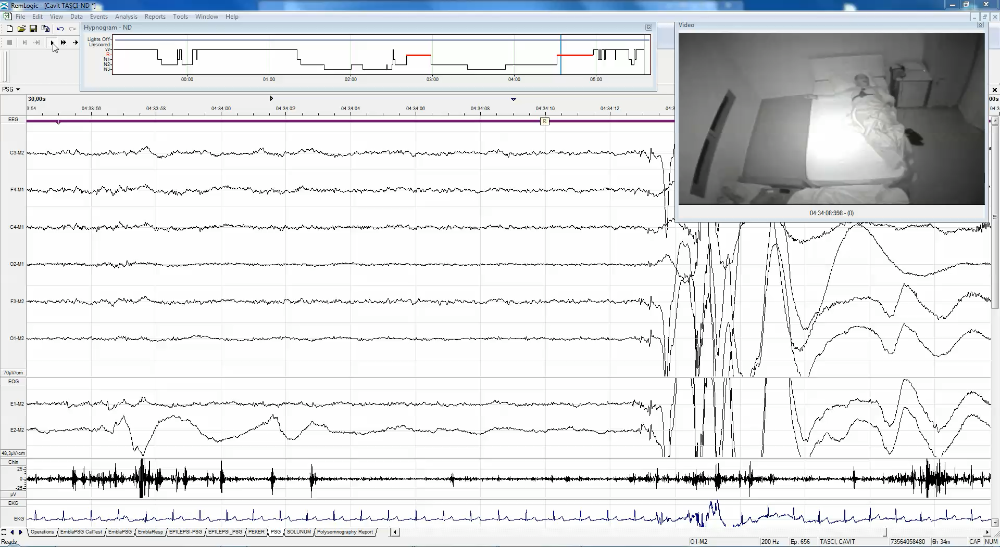 RemLogic - [Cavit TAŞÇI-ND *]
File Edit View Data Events Analysis Reports Tools Window Help
Hypnogram - ND
Video
Lights Off
Unscored
W
R
N1
N2
N3
00:00 01:00 02:00 03:00 04:00 05:00
PSG
30,00s
00s
3:54 04:33:56 04:33:58 04:34:00 04:34:02 04:34:04 04:34:06 04:34:08 04:34:10 04:34:12 04:3
04:3
EEG
R
C3-M2
F4-M1
04:34:08:998 - (0)
C4-M1
O2-M1
F3-M2
O1-M2
70µV/cm
EOG
E1-M2
E2-M2
48,3µV/cm
Chin
25
0
-25
µV
EKG
EKG
Operations EmblaPSG CalTest EmblaPSG EmblaResp EPILEPSI-PSG EPILEPSI_PSG PEKER PSG SOLUNUM Polysomnography Report
Ready O1-M2 200 Hz Ep: 656 TASCI, CAVIT 73564058480 6h 34m CAP NUM